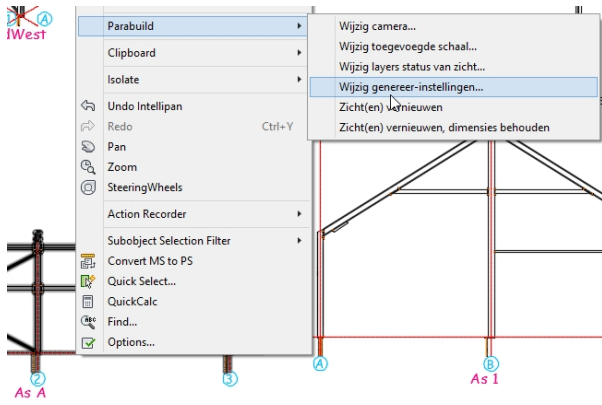 1
A
dWest
Parabuild
Clipboard
Isolate
Undo Intellipan
Redo Ctrl+Y
Pan
Zoom
SteeringWheels
Action Recorder
Subobject Selection Filter
Convert MS to PS
Quick Select...
QuickCalc
Find...
Options...
Wijzig camera...
Wijzig toegevoegde schaal...
Wijzig layers status van zicht...
Wijzig genereer-instellingen...
Zicht(en) vernieuwen
Zicht(en) vernieuwen, dimensies behouden
2
3
A
B
As A
As 1